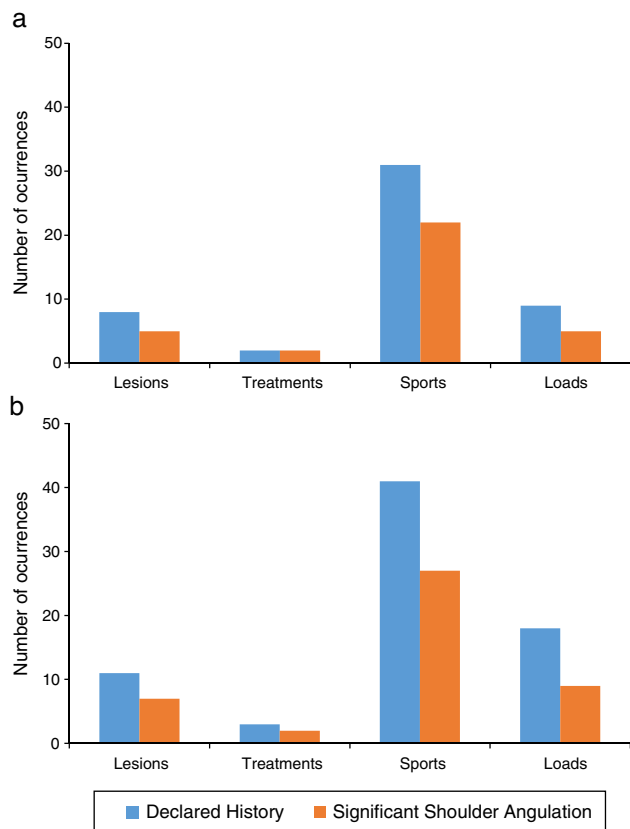 a
50
40
30
20
10
0
Number of ocurrences
Lesions Treatments Sports Loads
b
50
40
30
20
10
0
Number of ocurrences
Lesions Treatments Sports Loads
Declared History Significant Shoulder Angulation